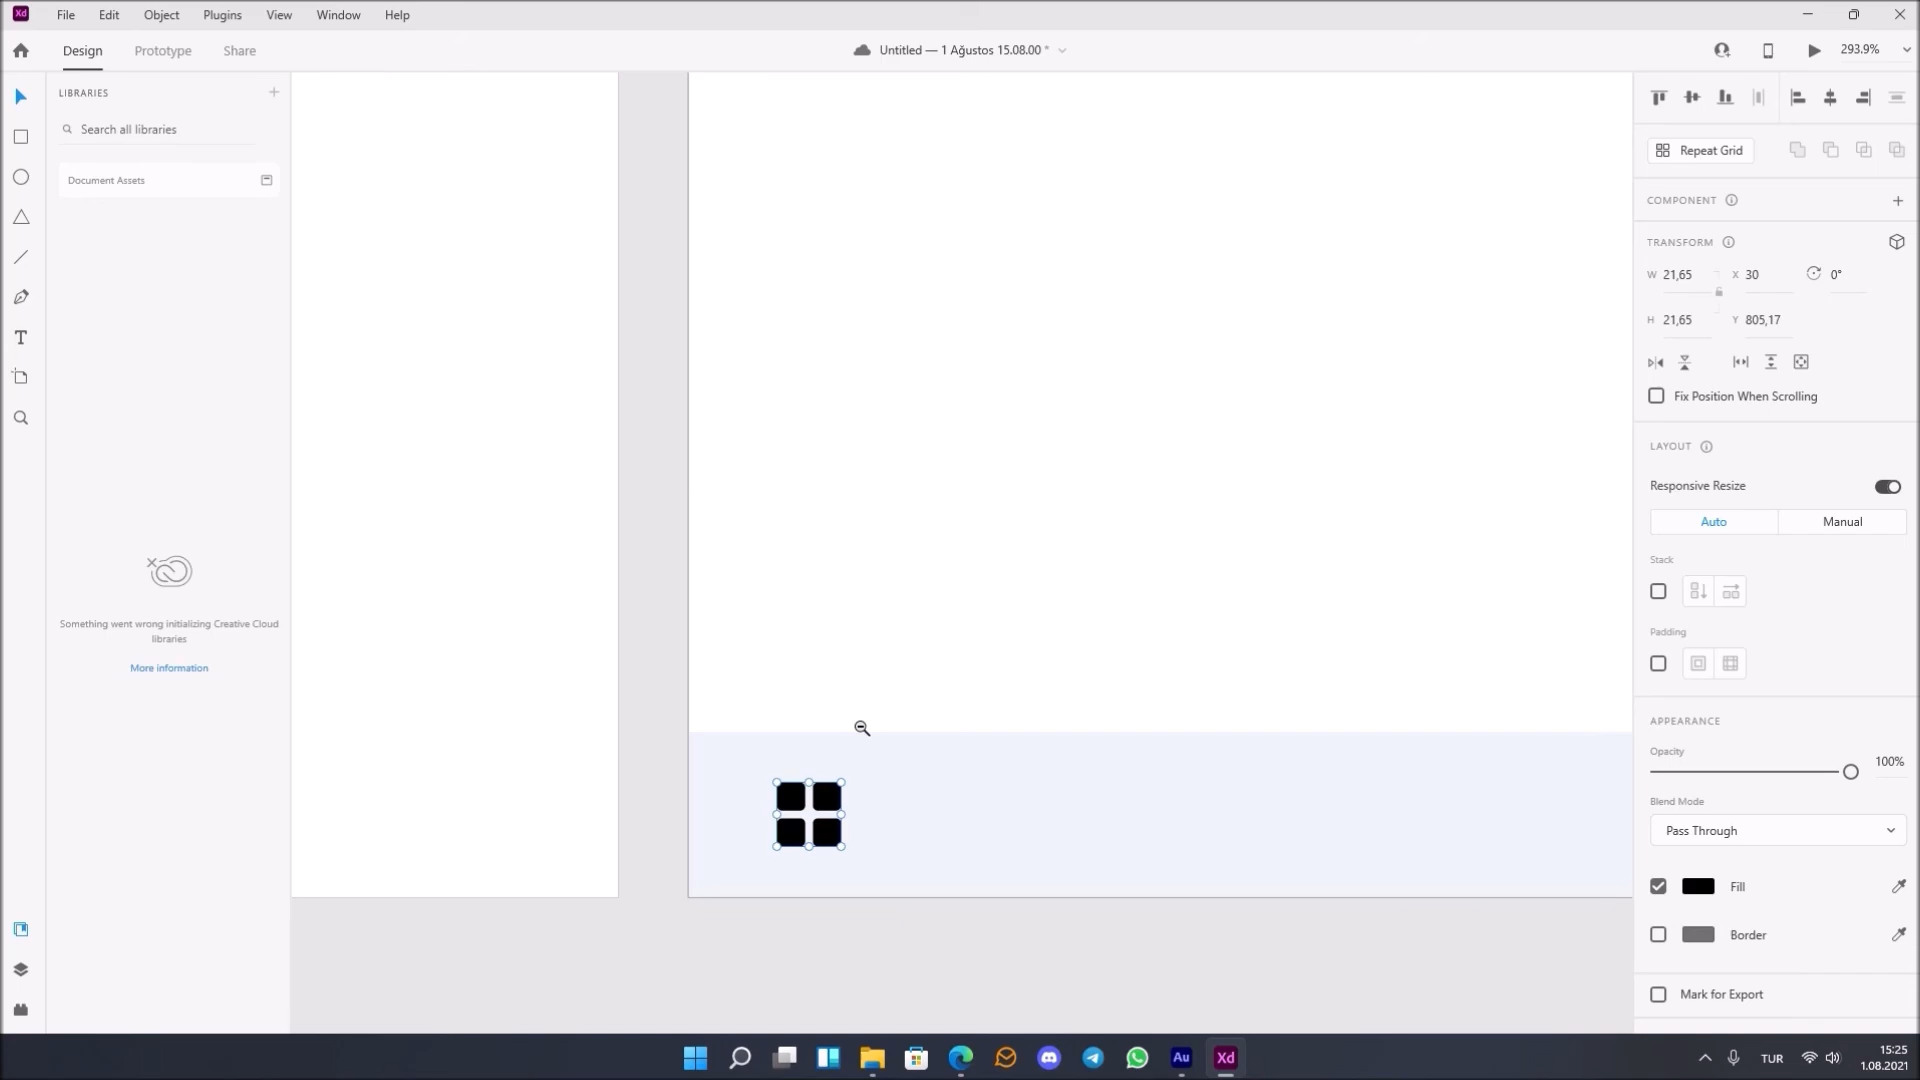 Xd File Edit Object Plugins View Window Help
Design Prototype Share Untitled — 1 Ağustos 15.08.00 * 293.9%
LIBRARIES
Search all libraries
Document Assets
Something went wrong initializing Creative Cloud
libraries
More information
Repeat Grid
COMPONENT
TRANSFORM
W 21,65 X 30 0°
H 21,65 Y 805,17
Fix Position When Scrolling
LAYOUT
Responsive Resize
Auto Manual
Stack
Padding
APPEARANCE
Opacity
100%
Blend Mode
Pass Through
Fill
Border
Mark for Export
Au Xd TUR 15:25
1.08.2021